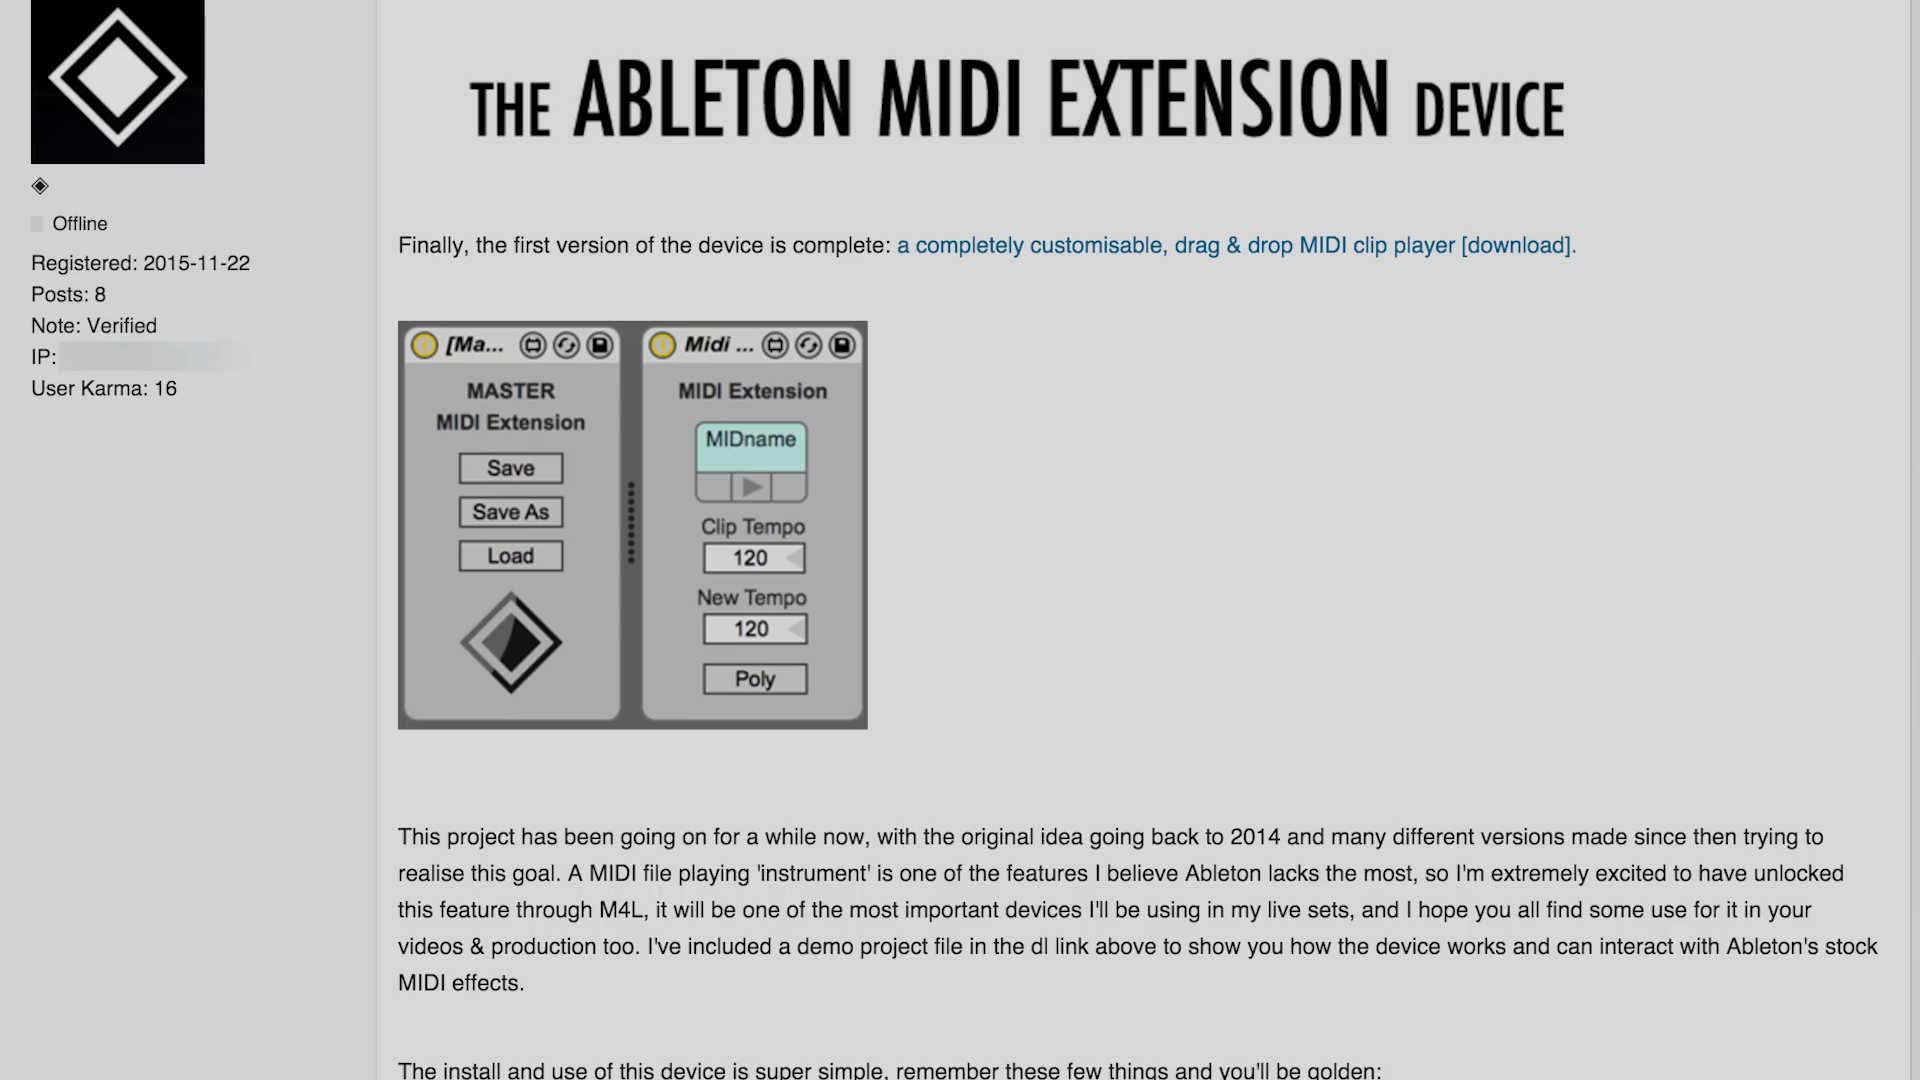 THE ABLETON MIDI EXTENSION DEVICE
Offline
Registered: 2015-11-22
Posts: 8
Note: Verified
IP:
User Karma: 16
Finally, the first version of the device is complete: a completely customisable, drag & drop MIDI clip player [download].
[Ma...
MASTER
MIDI Extension
Save
Save As
Load
Midi ...
MIDI Extension
MIDname
Clip Tempo
120
New Tempo
120
Poly
This project has been going on for a while now, with the original idea going back to 2014 and many different versions made since then trying to
realise this goal. A MIDI file playing 'instrument' is one of the features I believe Ableton lacks the most, so I'm extremely excited to have unlocked
this feature through M4L, it will be one of the most important devices I'll be using in my live sets, and I hope you all find some use for it in your
videos & production too. I've included a demo project file in the dl link above to show you how the device works and can interact with Ableton's stock
MIDI effects.
The install and use of this device is super simple, remember these few things and you'll be golden: